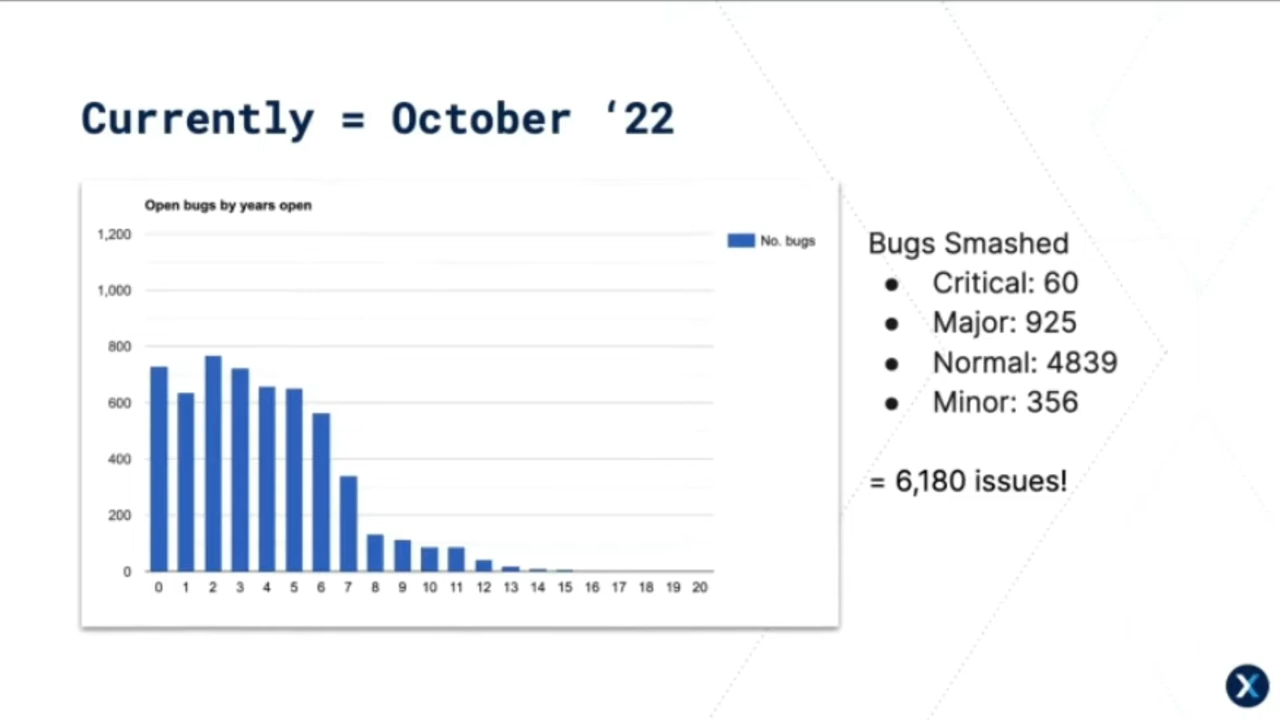 Currently = October ‘22
Open bugs by years open
1,200
1,000
800
600
400
200
0
0 1 2 3 4 5 6 7 8 9 10 11 12 13 14 15 16 17 18 19 20
No. bugs
Bugs Smashed
● Critical: 60
● Major: 925
● Normal: 4839
● Minor: 356
= 6,180 issues!
X